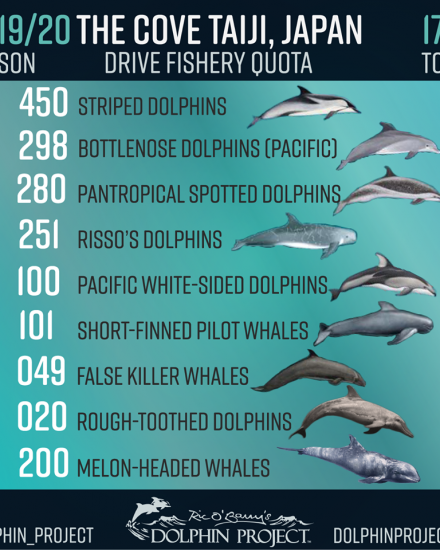 19/20 THE COVE TAIJI, JAPAN 17
SON DRIVE FISHERY QUOTA TO
450 STRIPED DOLPHINS
298 BOTTLENOSE DOLPHINS (PACIFIC)
280 PANTROPICAL SPOTTED DOLPHINS
251 RISSO'S DOLPHINS
100 PACIFIC WHITE-SIDED DOLPHINS
101 SHORT-FINNED PILOT WHALES
049 FALSE KILLER WHALES
020 ROUGH-TOOTHED DOLPHINS
200 MELON-HEADED WHALES
Ric O'Barry's
PHIN_PROJECT DOLPHIN PROJECT. DOLPHINPROJEC